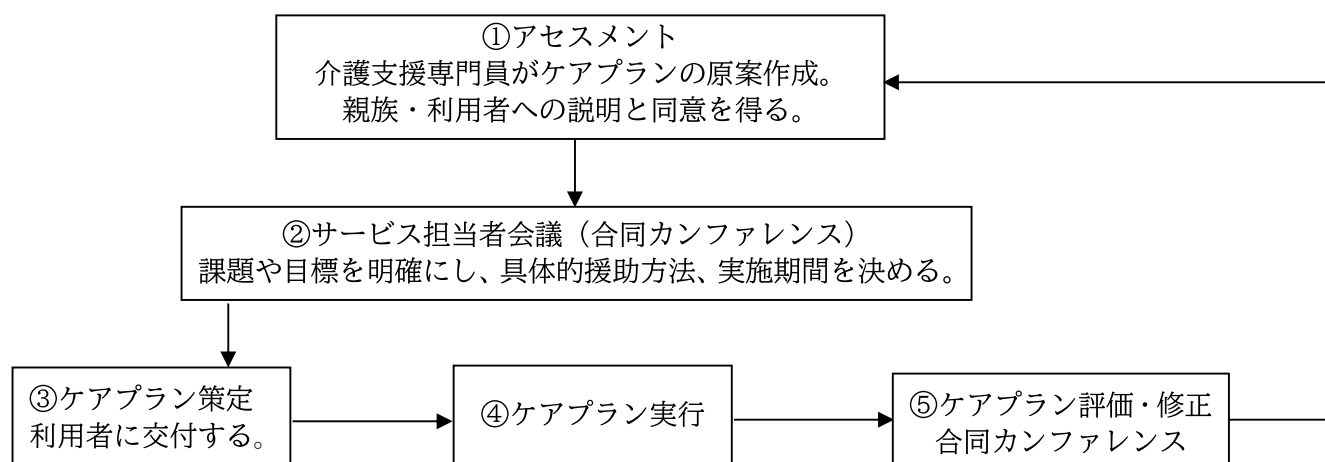 ①アセスメント
介護支援専門員がケアプランの原案作成。
親族・利用者への説明と同意を得る。
②サービス担当者会議（合同カンファレンス）
課題や目標を明確にし、具体的援助方法、実施期間を決める。
③ケアプラン策定
利用者に交付する。
④ケアプラン実行
⑤ケアプラン評価・修正
合同カンファレンス